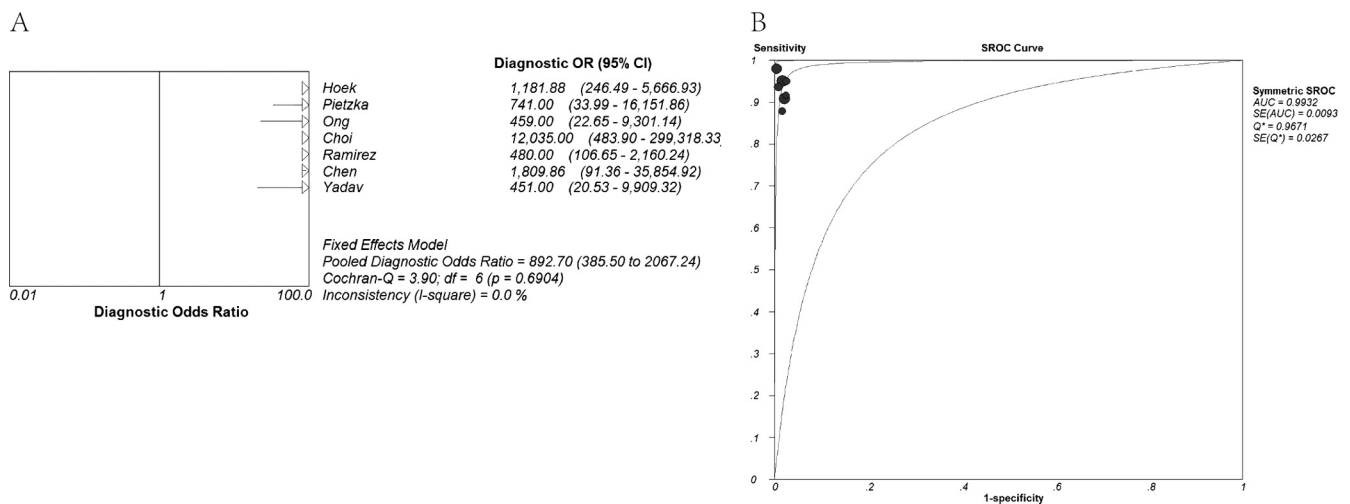 A
Diagnostic OR (95% CI)
Hoek 1,181.88 (246.49 - 5,666.93)
Pietzka 741.00 (33.99 - 16,151.86)
Ong 459.00 (22.65 - 9,301.14)
Choi 12,035.00 (483.90 - 299,318.33)
Ramirez 480.00 (106.65 - 2,160.24)
Chen 1,809.86 (91.36 - 35,854.92)
Yadav 451.00 (20.53 - 9,909.32)
Fixed Effects Model
Pooled Diagnostic Odds Ratio = 892.70 (385.50 to 2067.24)
Cochran-Q = 3.90; df = 6 (p = 0.6904)
Inconsistency (I-square) = 0.0 %
0.01 1 100.0
Diagnostic Odds Ratio
B
Sensitivity SROC Curve
1
.9
.8
.7
.6
.5
.4
.3
.2
.1
0
0 .2 .4 .6 .8 1
1-specificity
Symmetric SROC
AUC = 0.9932
SE(AUC) = 0.0093
Q* = 0.9671
SE(Q*) = 0.0267